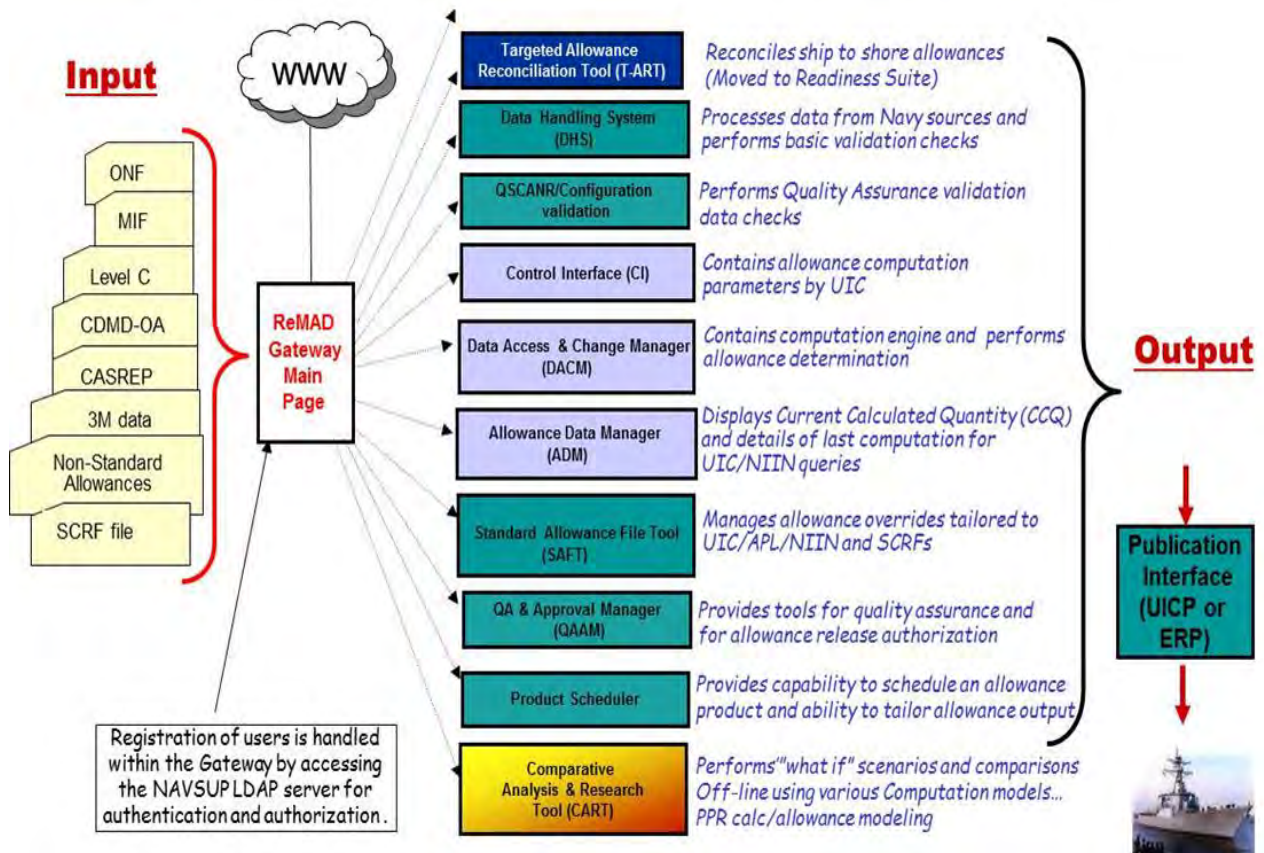 Input
ONF
MIF
Level C
CDMD-OA
CASREP
3M data
Non-Standard
Allowances
SCRF file
WWW
ReMAD
Gateway
Main
Page
Registration of users is handled
within the Gateway by accessing
the NAVSUP LDAP server for
authentication and authorization.
Targeted Allowance
Reconciliation Tool (T-ART)
Reconciles ship to shore allowances
(Moved to Readiness Suite)
Data Handling System
(DHS)
Processes data from Navy sources and
performs basic validation checks
QSCANR/Configuration
validation
Performs Quality Assurance validation
data checks
Control Interface (CI)
Contains allowance computation
parameters by UIC
Data Access & Change Manager
(DACM)
Contains computation engine and performs
allowance determination
Allowance Data Manager
(ADM)
Displays Current Calculated Quantity (CCQ)
and details of last computation for
UIC/NIIN queries
Standard Allowance File Tool
(SAFT)
Manages allowance overrides tailored to
UIC/APL/NIIN and SCRFs
QA & Approval Manager
(QAAM)
Provides tools for quality assurance and
for allowance release authorization
Product Scheduler
Provides capability to schedule an allowance
product and ability to tailor allowance output
Comparative
Analysis & Research
Tool (CART)
Performs"what if" scenarios and comparisons
Off-line using various Computation models...
PPR calc/allowance modeling
Output
Publication
Interface
(UICP or
ERP)